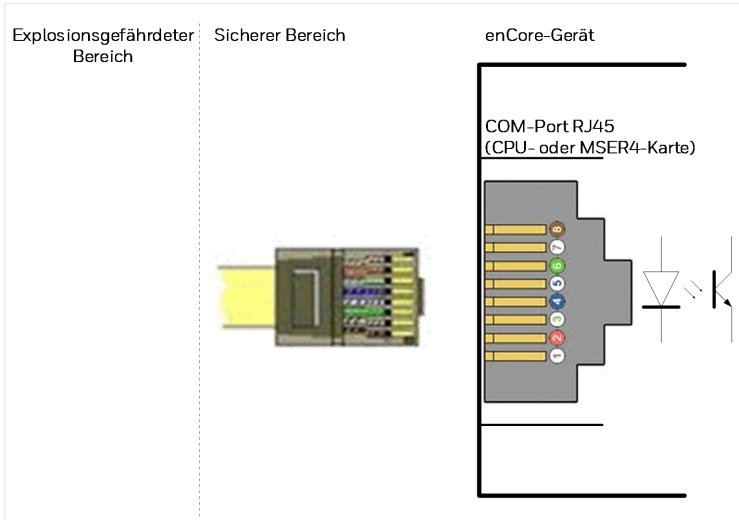 Explosionsgefährdeter
Bereich
Sicherer Bereich
enCore-Gerät
COM-Port RJ45
(CPU- oder MSER4-Karte)
8
7
6
5
4
3
2
1